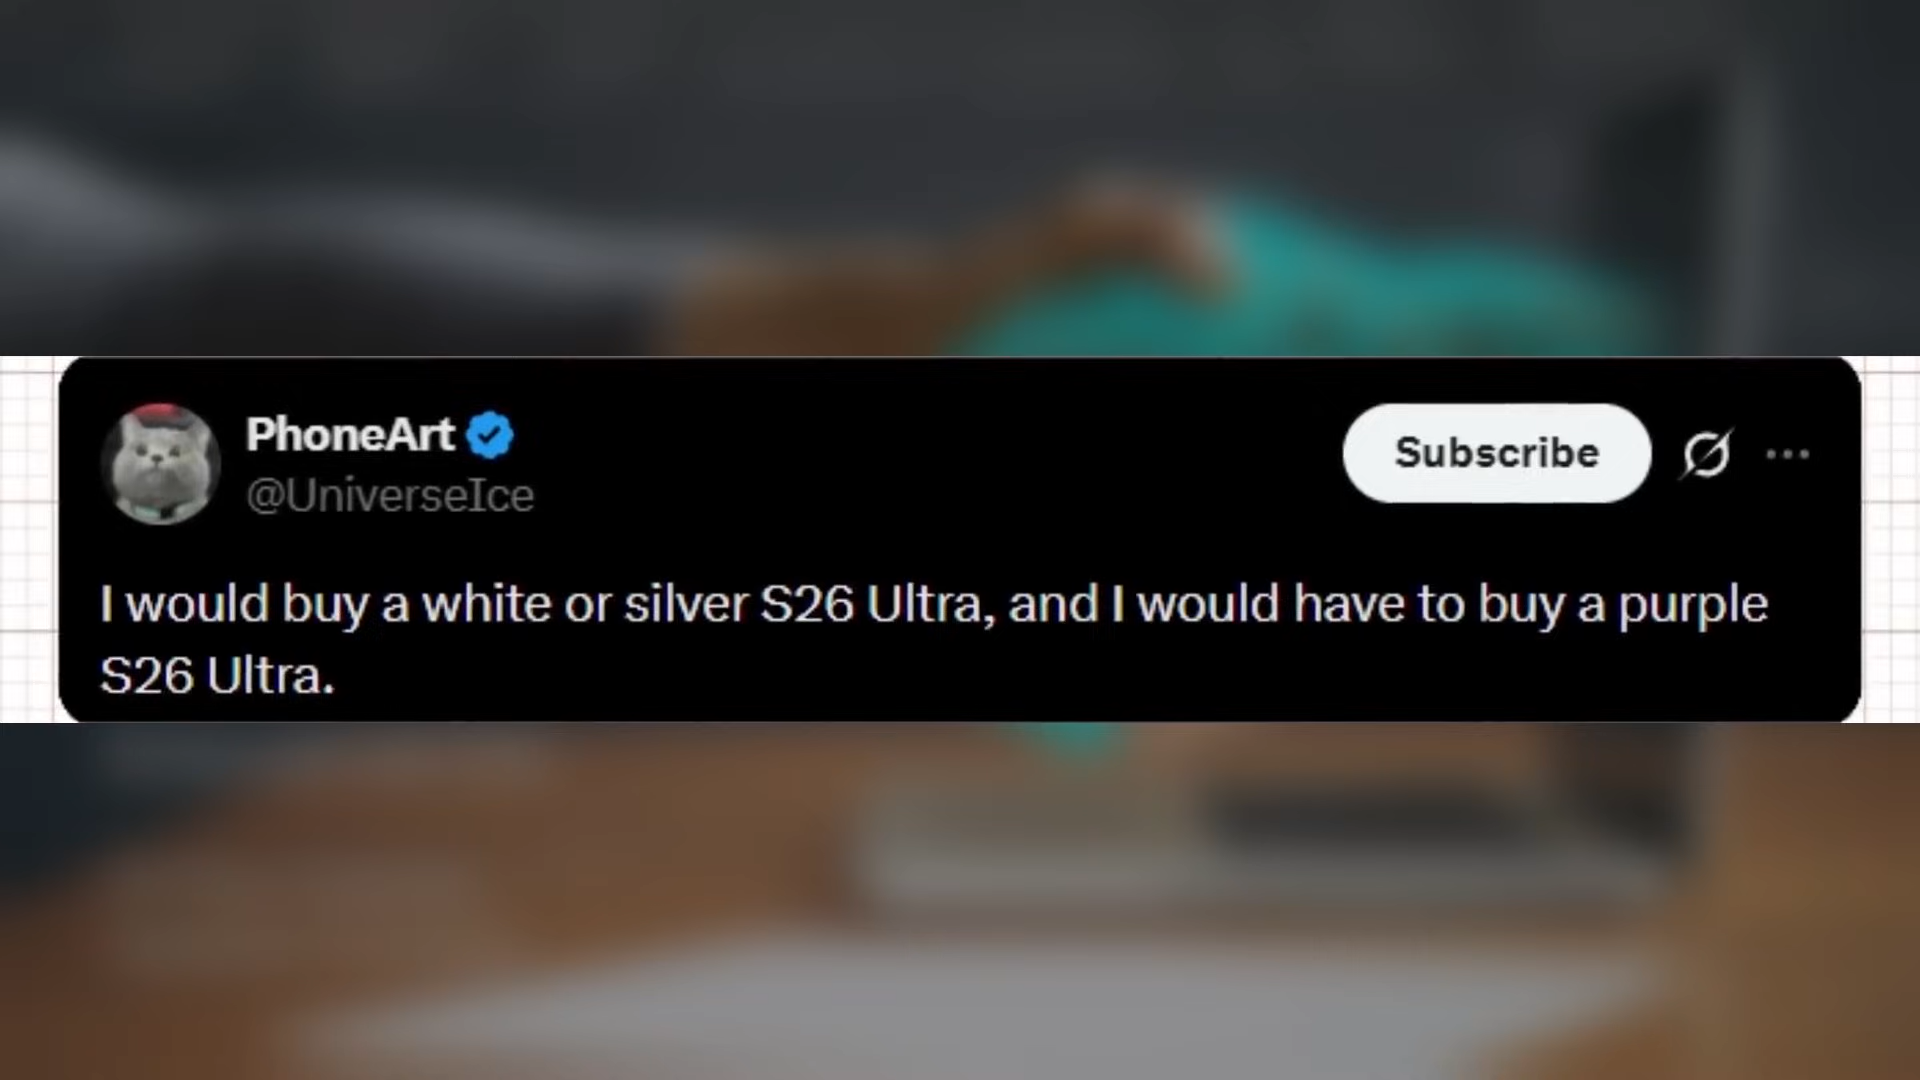 PhoneArt
@UniverseIce
Subscribe
I would buy a white or silver S26 Ultra, and I would have to buy a purple
S26 Ultra.